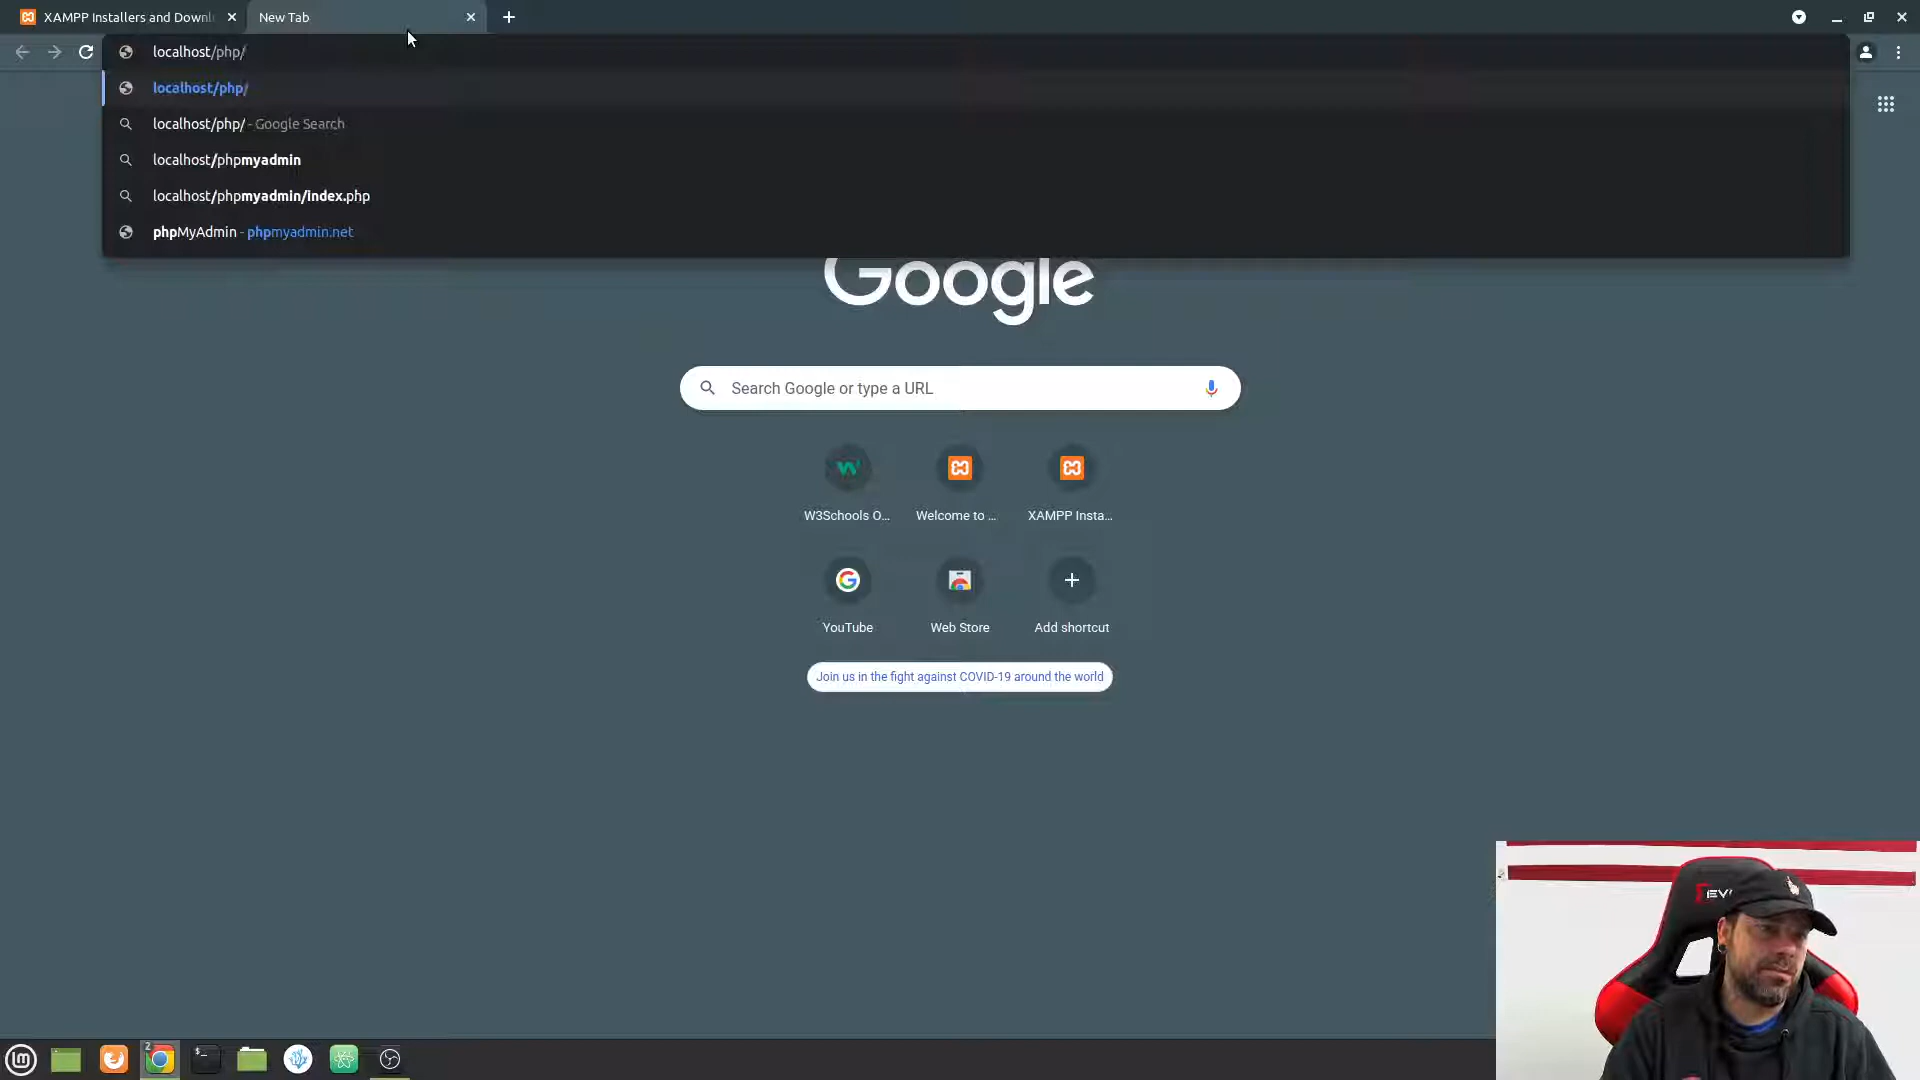 XAMPP Installers and Downl
New Tab
localhost/php/
localhost/php/
localhost/php/ - Google Search
localhost/phpmyadmin
localhost/phpmyadmin/index.php
phpMyAdmin - phpmyadmin.net
Google
Search Google or type a URL
W3Schools O...
Welcome to ...
XAMPP Insta...
YouTube
Web Store
Add shortcut
Join us in the fight against COVID-19 around the world
2